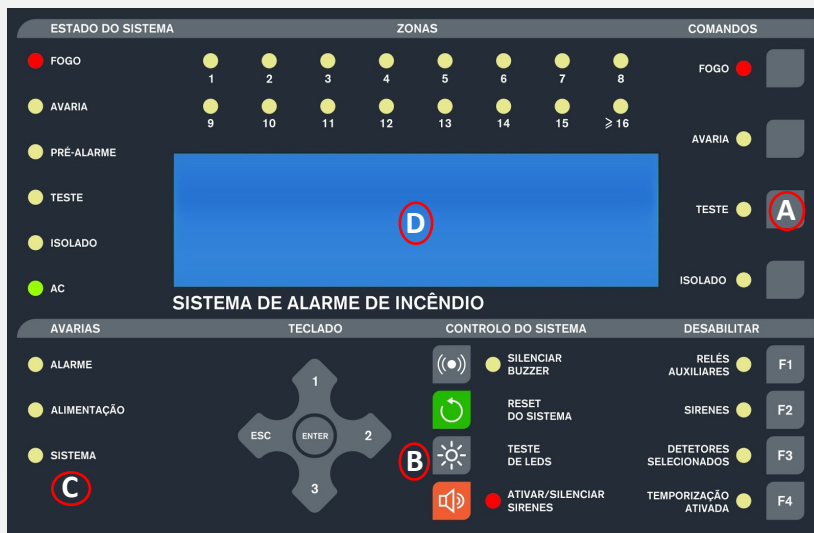 ESTADO DO SISTEMA
ZONAS
COMANDOS
FOGO
1 2 3 4 5 6 7 8
FOGO
AVARIA
9 10 11 12 13 14 15 ⩾16
AVARIA
PRÉ-ALARME
TESTE
D
TESTE
A
ISOLADO
ISOLADO
AC
SISTEMA DE ALARME DE INCÊNDIO
AVARIAS
TECLADO
CONTROLO DO SISTEMA
DESABILITAR
ALARME
ALIMENTAÇÃO
SISTEMA
C
1
ESC
ENTER
2
3
SILENCIAR
BUZZER
RESET
DO SISTEMA
B
TESTE
DE LEDS
ATIVAR/SILENCIAR
SIRENES
RELÉS
AUXILIARES
F1
SIRENES
F2
DETETORES
SELECIONADOS
F3
TEMPORIZAÇÃO
ATIVADA
F4